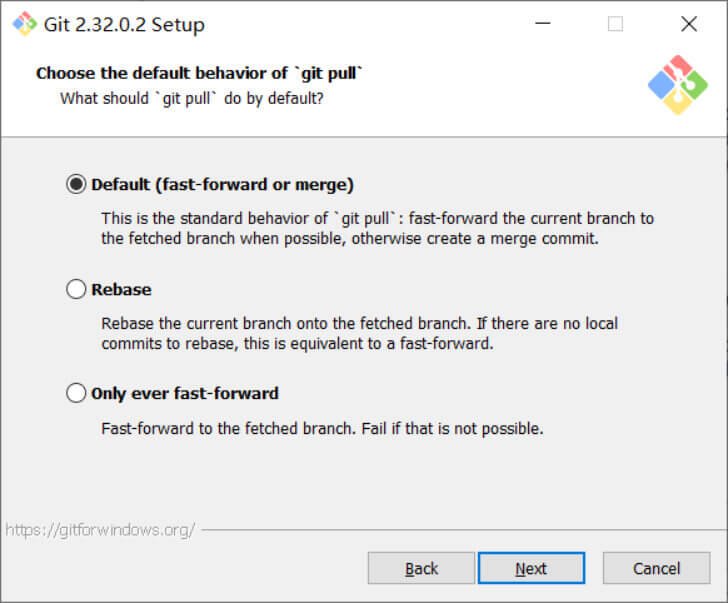 Git 2.32.0.2 Setup
Choose the default behavior of `git pull`
What should `git pull` do by default?
Default (fast-forward or merge)
This is the standard behavior of `git pull`: fast-forward the current branch to
the fetched branch when possible, otherwise create a merge commit.
Rebase
Rebase the current branch onto the fetched branch. If there are no local
commits to rebase, this is equivalent to a fast-forward.
Only ever fast-forward
Fast-forward to the fetched branch. Fail if that is not possible.
https://gitforwindows.org/
Back Next Cancel